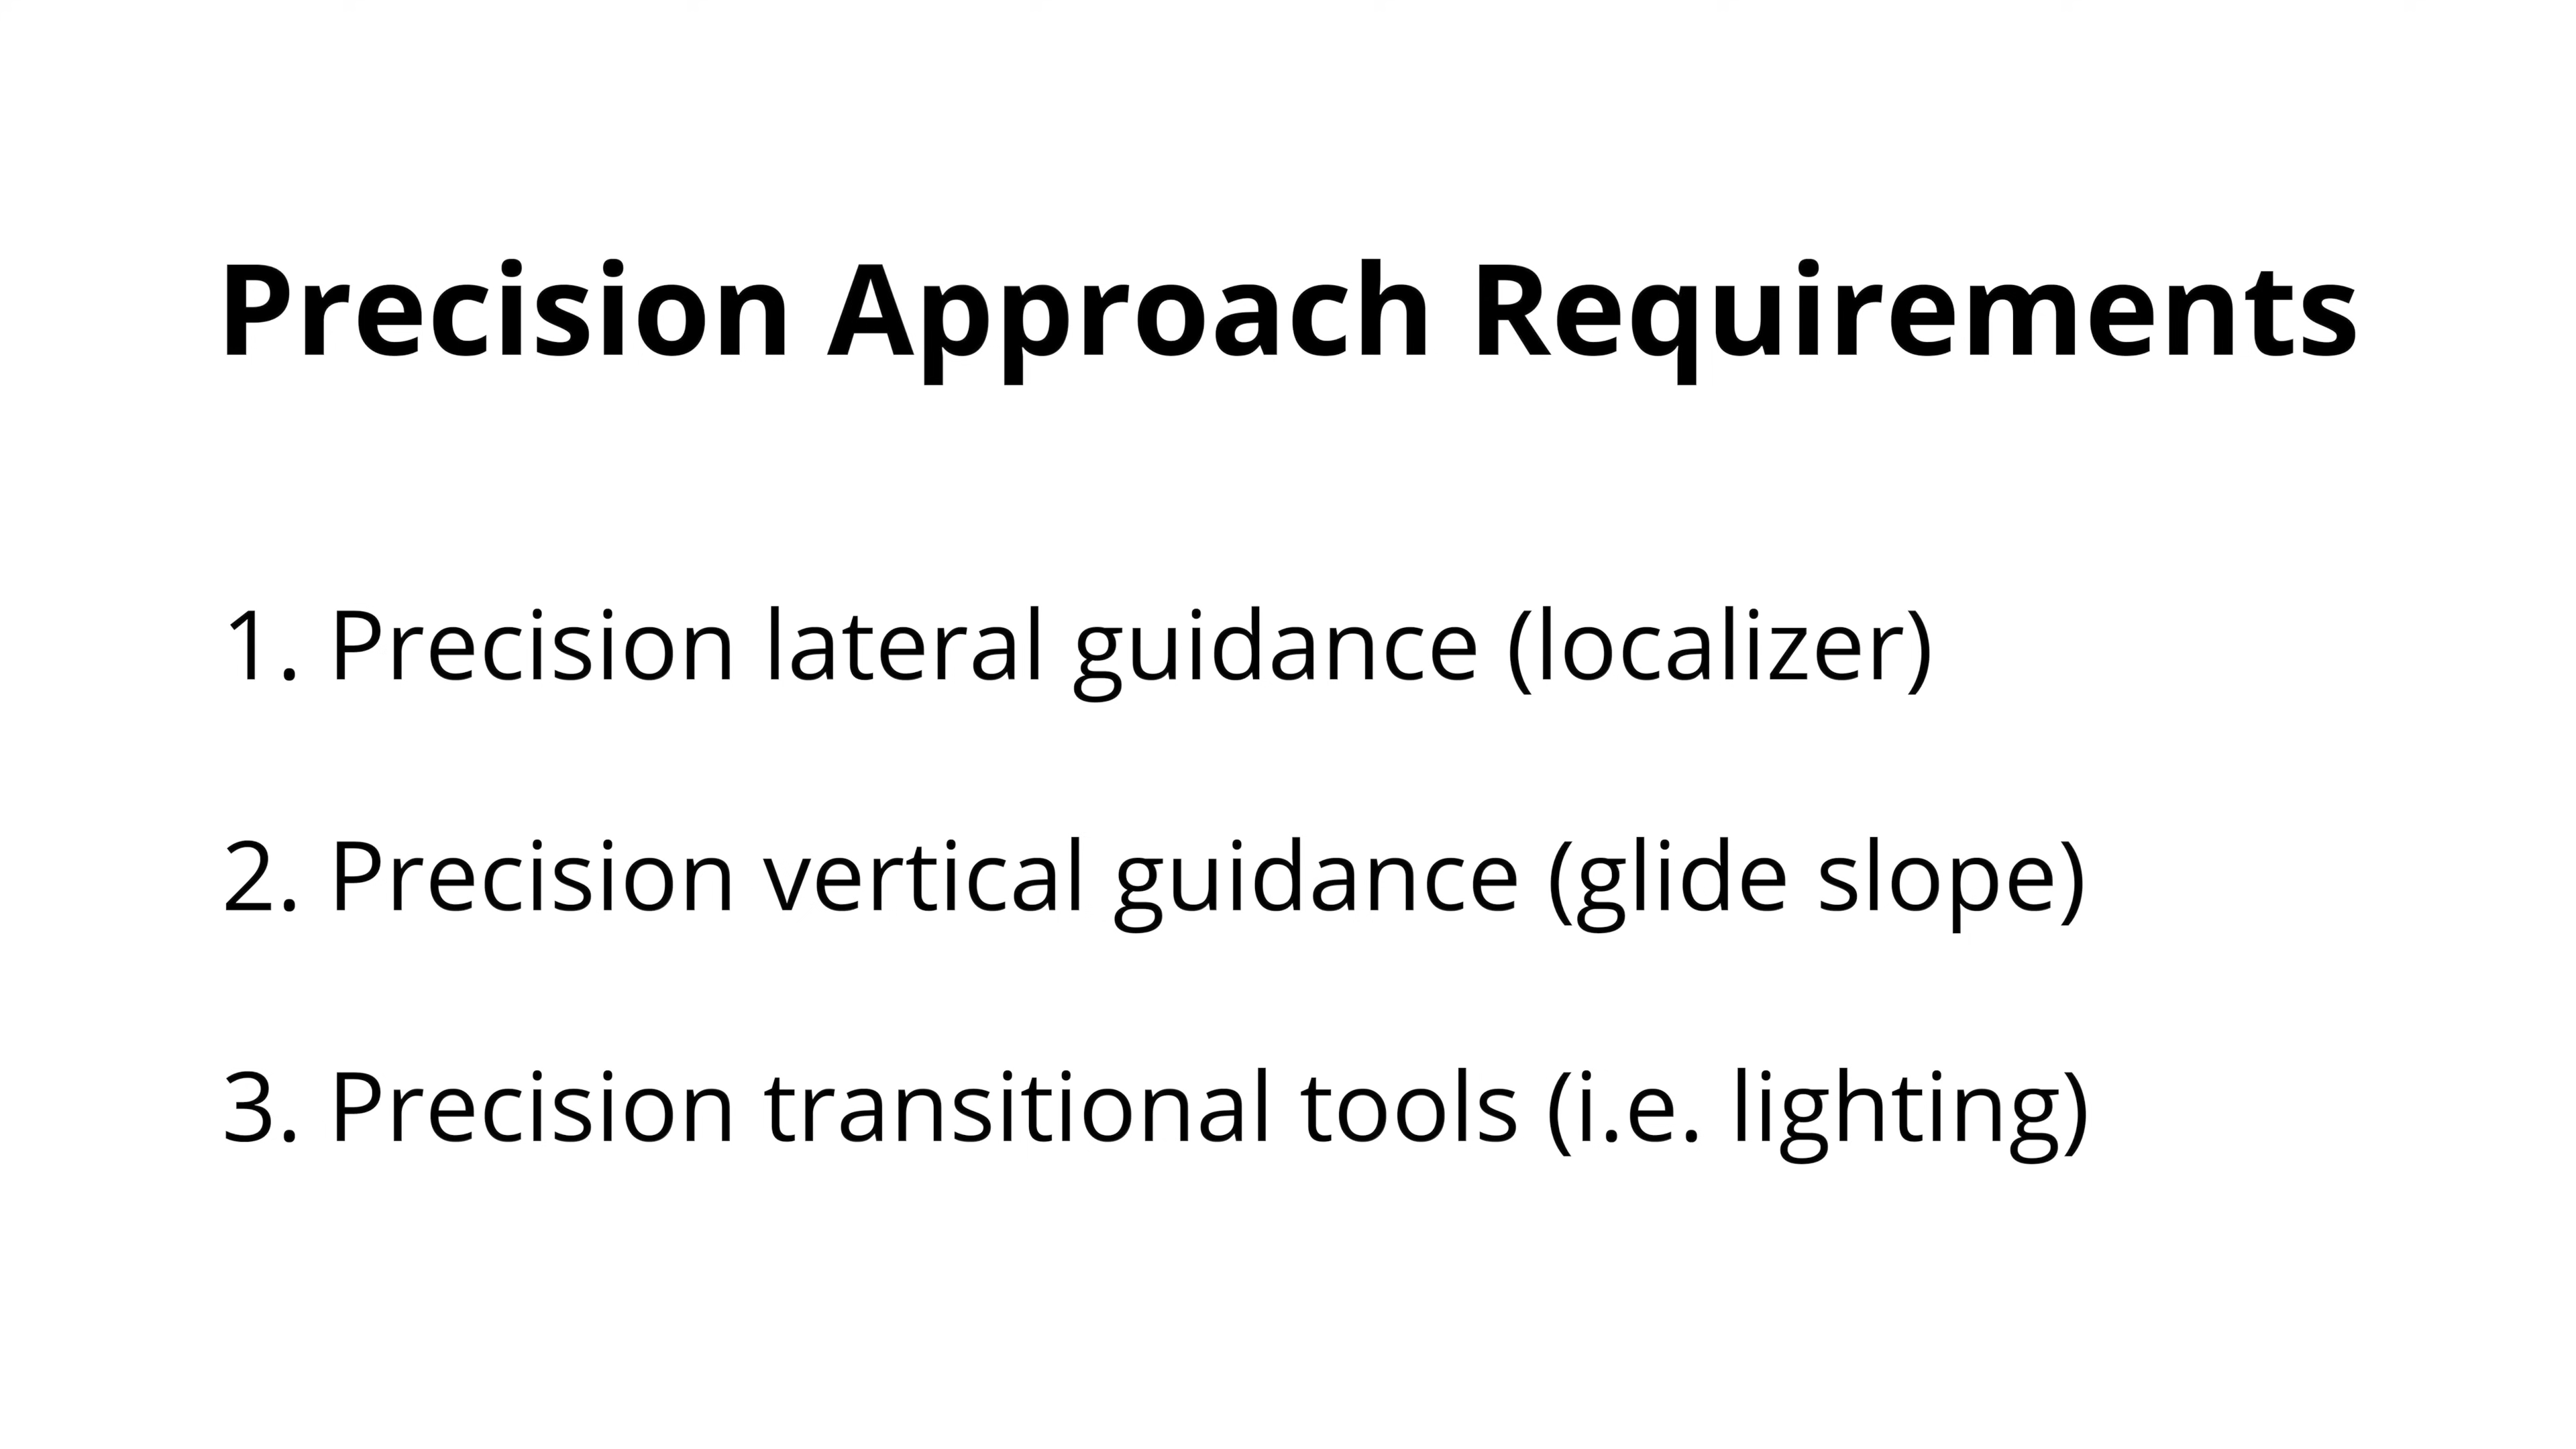 Precision Approach Requirements
1. Precision lateral guidance (localizer)
2. Precision vertical guidance (glide slope)
3. Precision transitional tools (i.e. lighting)